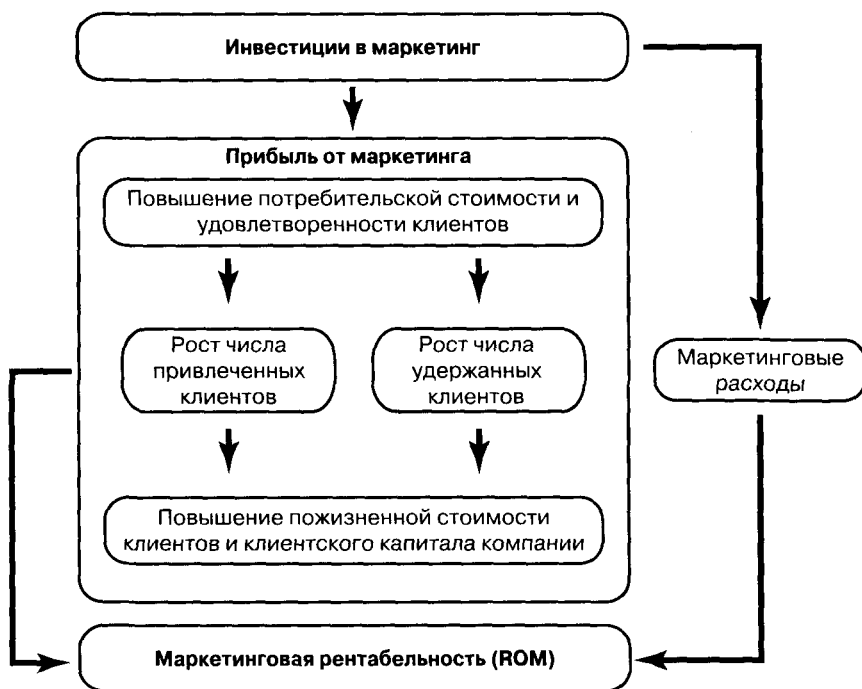 Инвестиции в маркетинг
Прибыль от маркетинга
Повышение потребительской стоимости и
удовлетворенности клиентов
Рост числа
привлеченных
клиентов
Рост числа
удержанных
клиентов
Маркетинговые
расходы
Повышение пожизненной стоимости
клиентов и клиентского капитала компании
Маркетинговая рентабельность (ROM)